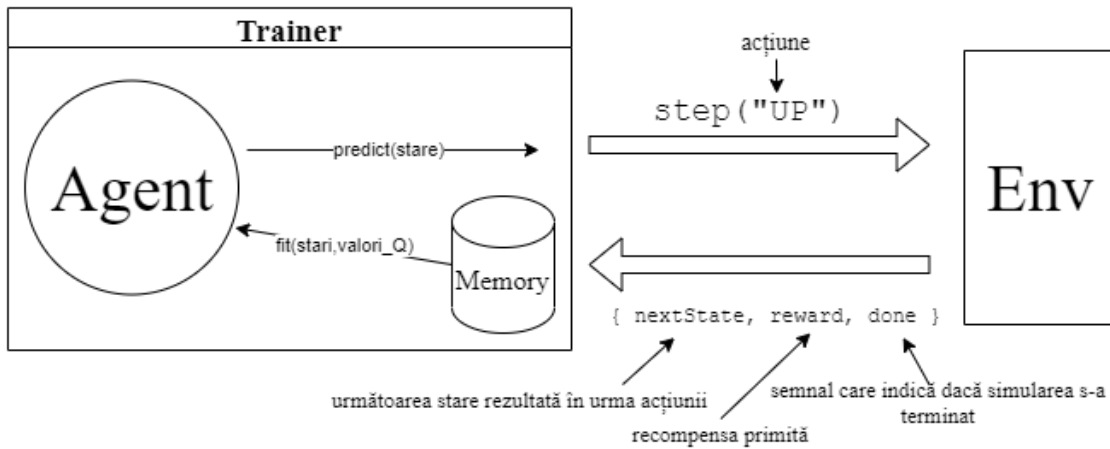 Trainer
acțiune
step("UP")
predict(stare)
Agent
Env
fit(stari,valori_Q)
Memory
{ nextState, reward, done }
următoarea stare rezultată în urma acțiunii
semnal care indică dacă simularea s-a
terminat
recompensa primită